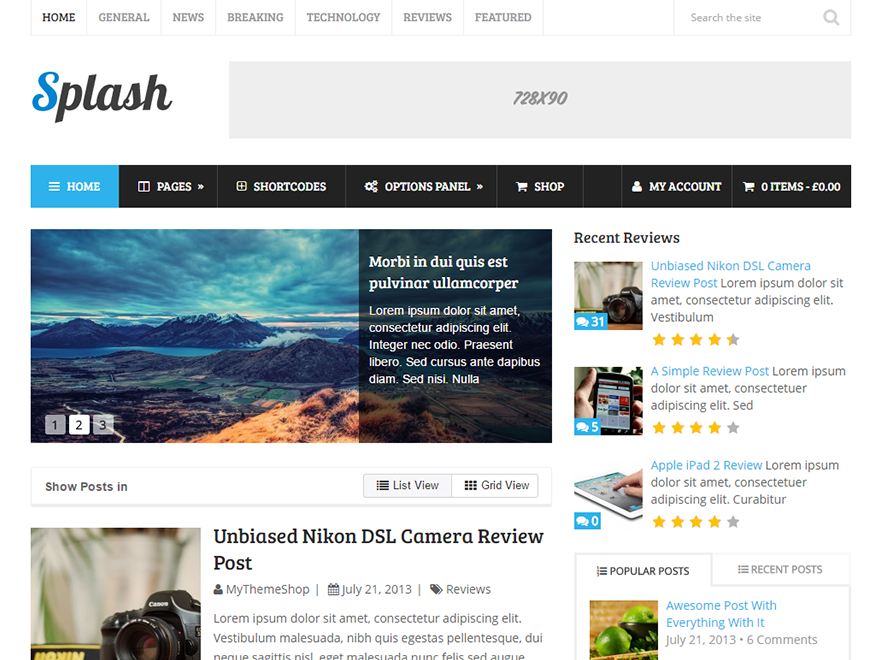 HOME GENERAL NEWS BREAKING TECHNOLOGY REVIEWS FEATURED Search the site
Splash
728X90
HOME PAGES » SHORTCODES OPTIONS PANEL » SHOP MY ACCOUNT 0 ITEMS - £0.00
Morbi in dui quis est
pulvinar ullamcorper
Lorem ipsum dolor sit amet,
consectetur adipiscing elit.
Integer nec odio. Praesent
libero. Sed cursus ante dapibus
diam. Sed nisi. Nulla
1 2 3
Show Posts in List View Grid View
Canon
NIKON
Unbiased Nikon DSL Camera Review
Post
MyThemeShop | July 21, 2013 | Reviews
Lorem ipsum dolor sit amet, consectetur adipiscing elit.
Vestibulum malesuada, nibh quis egestas pellentesque, dui
neque sagittis nisl, eget malesuada nunc felis sed augue.
Recent Reviews
Unbiased Nikon DSL Camera
Review Post Lorem ipsum dolor sit
amet, consectetur adipiscing elit.
Vestibulum
31
A Simple Review Post Lorem ipsum
dolor sit amet, consectetuer
adipiscing elit. Sed
5
Apple iPad 2 Review Lorem ipsum
dolor sit amet, consectetuer
adipiscing elit. Curabitur
0
POPULAR POSTS RECENT POSTS
Awesome Post With
Everything With It
July 21, 2013 • 6 Comments